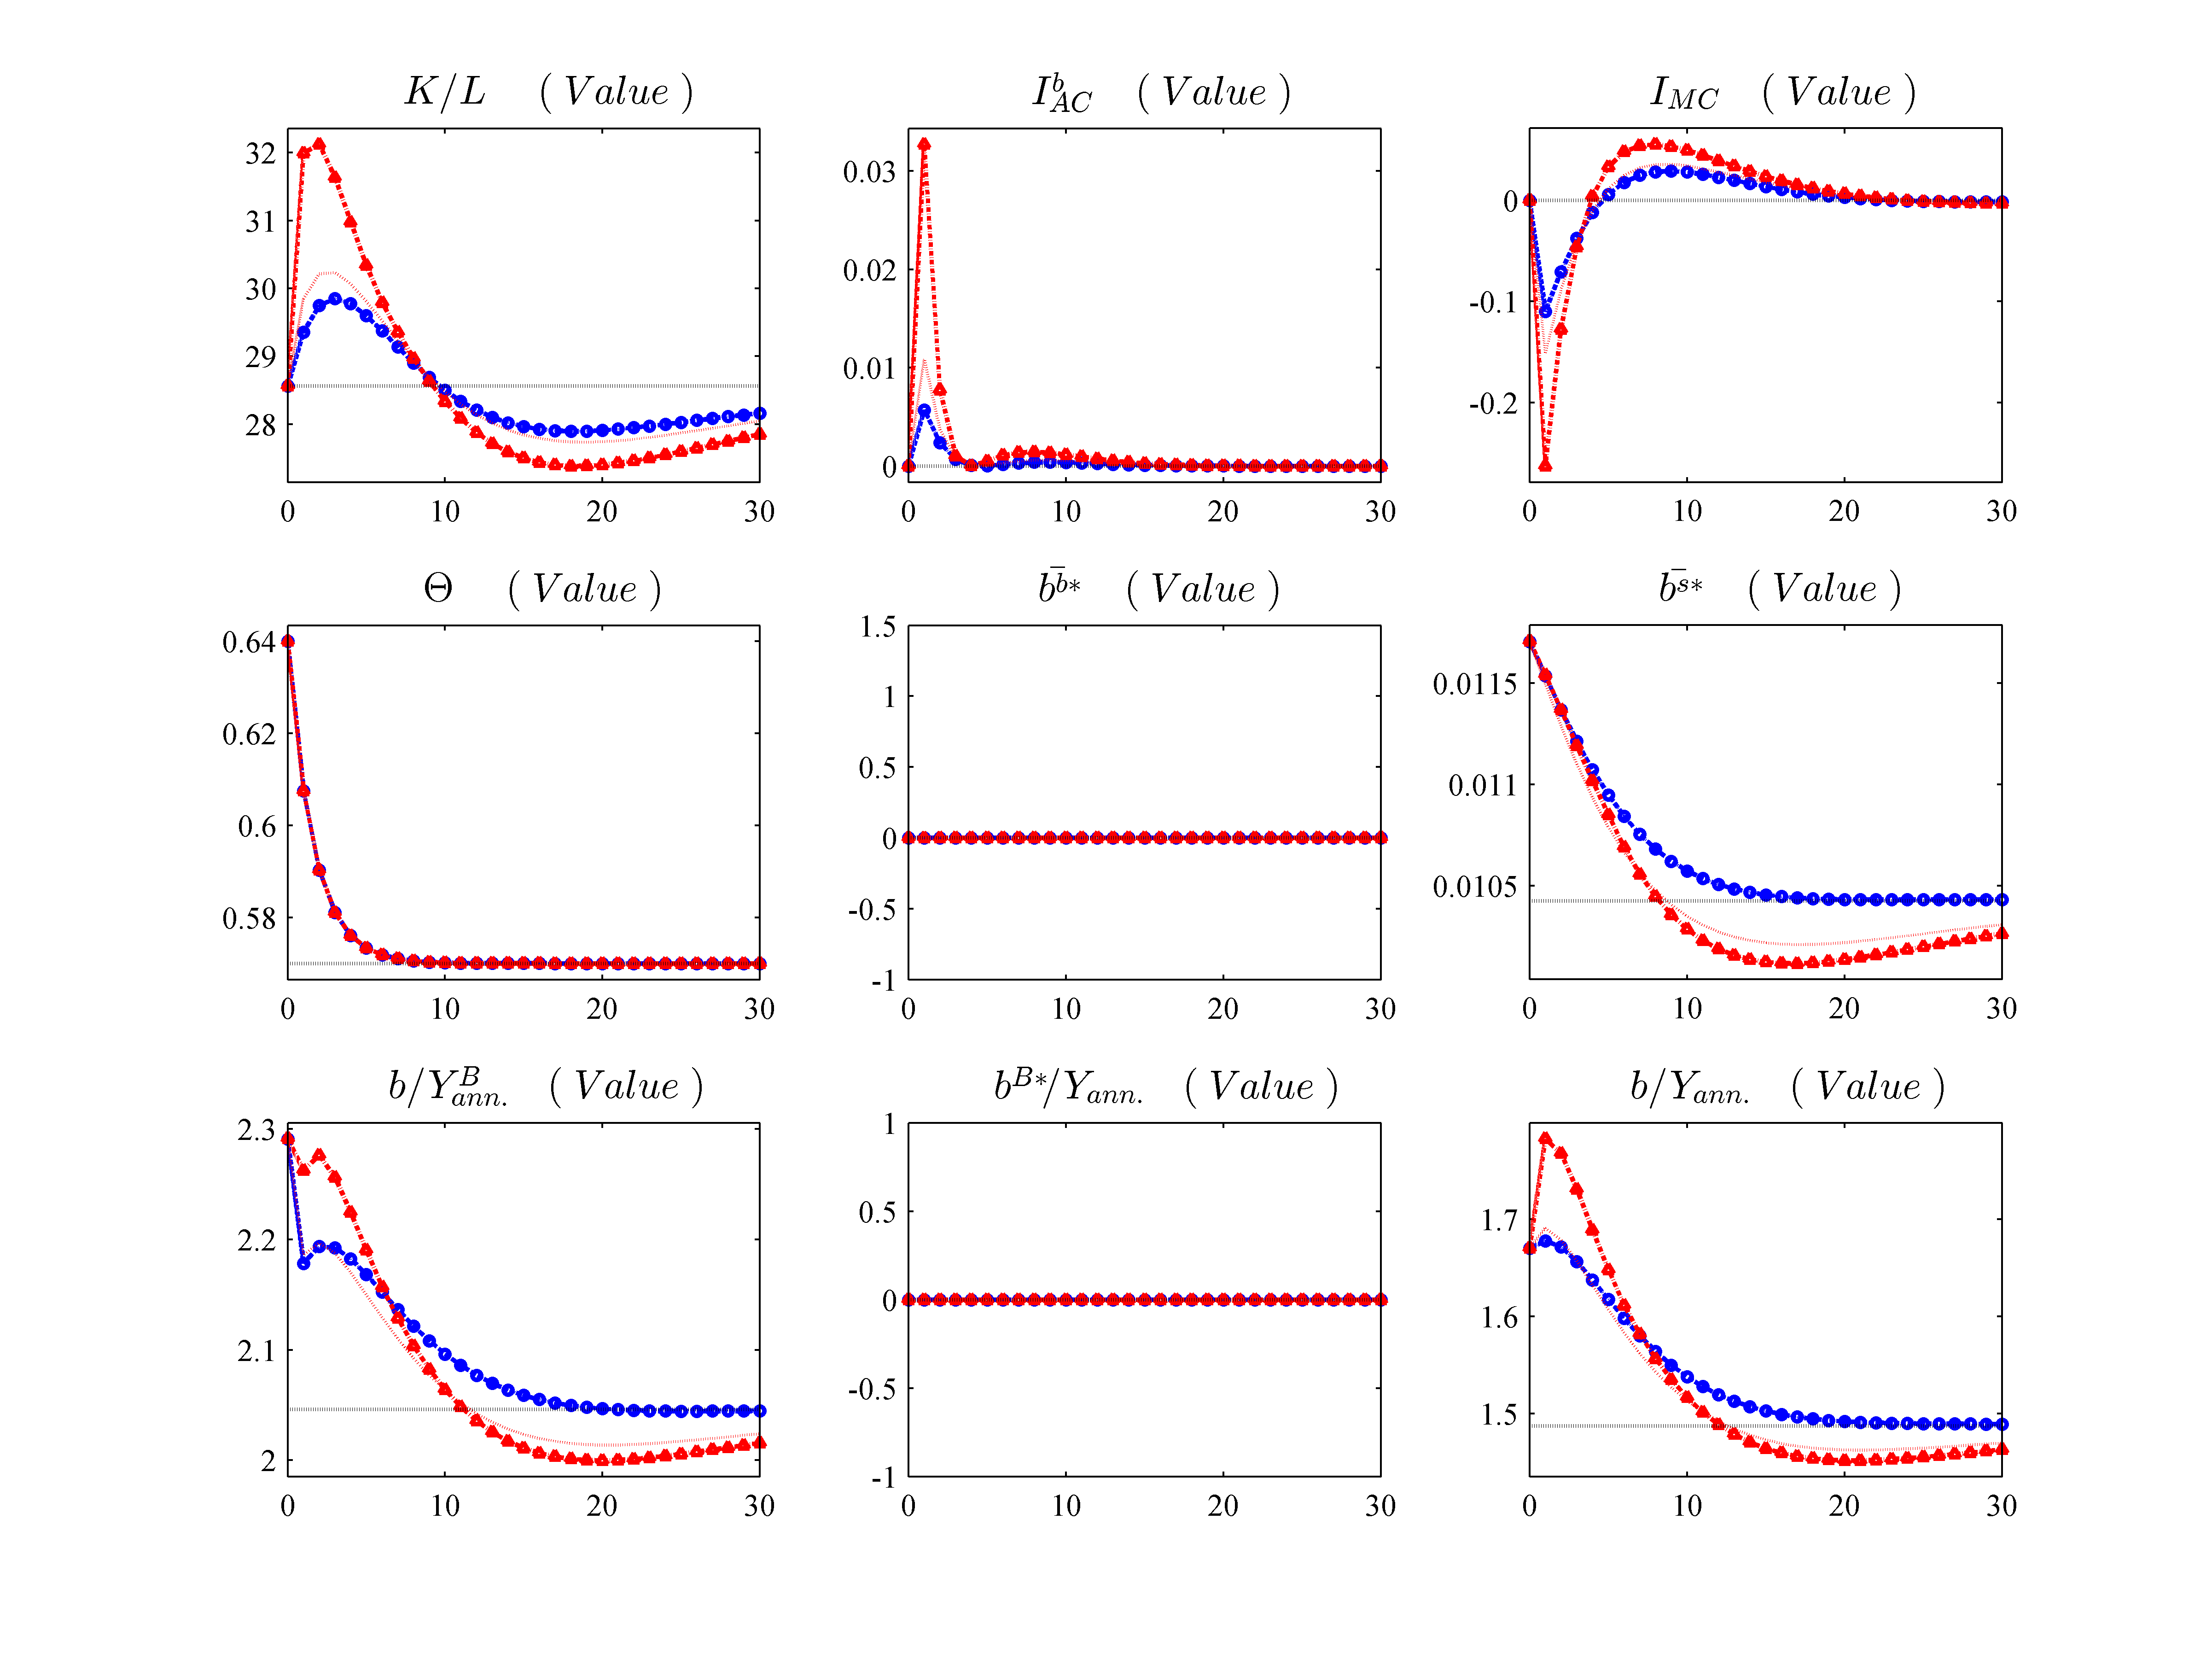 K/L ( Value )
I^b_AC ( Value )
I_MC ( Value )
32
31
30
29
28
0 10 20 30
0.03
0.02
0.01
0
0 10 20 30
0
-0.1
-0.2
0 10 20 30
Θ ( Value )
b̄^b* ( Value )
b̄^s* ( Value )
0.64
0.62
0.6
0.58
0 10 20 30
1.5
1
0.5
0
-0.5
-1
0 10 20 30
0.0115
0.011
0.0105
0 10 20 30
b/Y^B_ann. ( Value )
b^B*/Y_ann. ( Value )
b/Y_ann. ( Value )
2.3
2.2
2.1
2
0 10 20 30
1
0.5
0
-0.5
-1
0 10 20 30
1.7
1.6
1.5
0 10 20 30